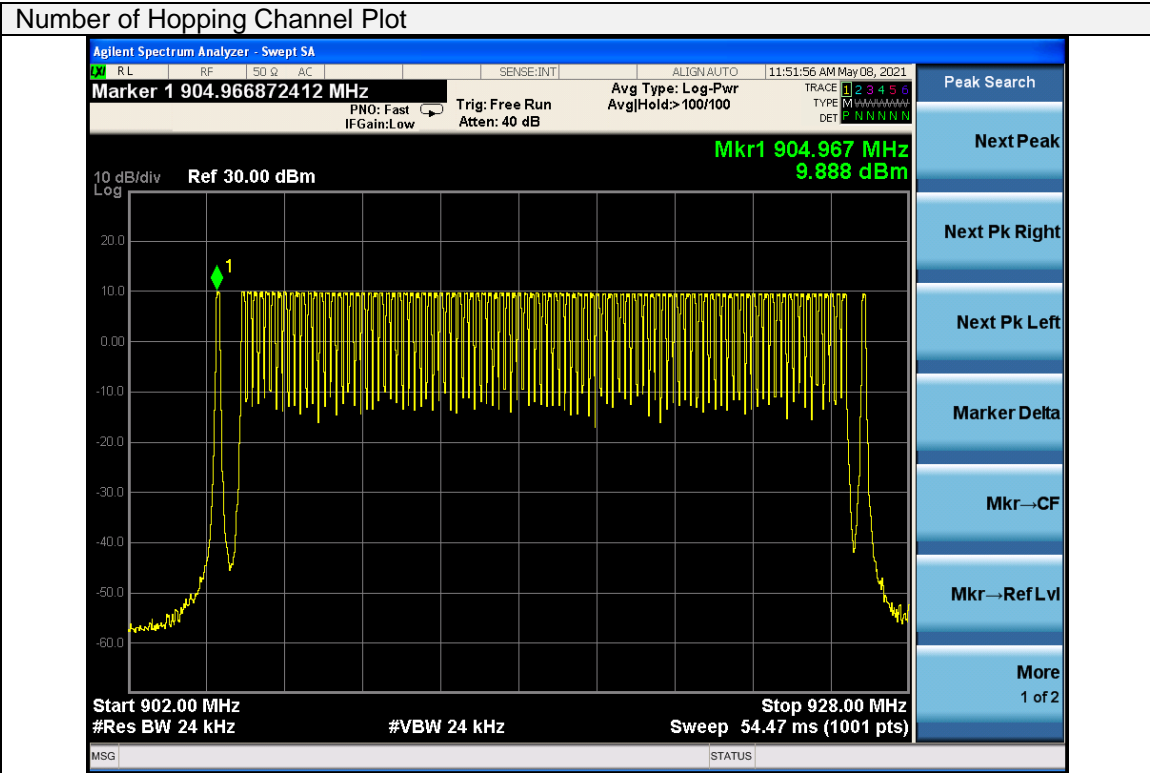 Number of Hopping Channel Plot
Agilent Spectrum Analyzer - Swept SA
LXI RL RF 50 Ω AC SENSE:INT ALIGN AUTO 11:51:56 AM May 08, 2021
Marker 1 904.966872412 MHz
PNO: Fast
IFGain:Low
Trig: Free Run
Atten: 40 dB
Avg Type: Log-Pwr
Avg|Hold:>100/100
TRACE 1 2 3 4 5 6
TYPE M WWWWW
DET P N N N N N
Peak Search
Mkr1 904.967 MHz
9.888 dBm
10 dB/div Ref 30.00 dBm
Log
20.0
1
10.0
0.00
-10.0
-20.0
-30.0
-40.0
-50.0
-60.0
Start 902.00 MHz Stop 928.00 MHz
#Res BW 24 kHz #VBW 24 kHz Sweep 54.47 ms (1001 pts)
Next Peak
Next Pk Right
Next Pk Left
Marker Delta
Mkr→CF
Mkr→Ref Lvl
More
1 of 2
MSG STATUS